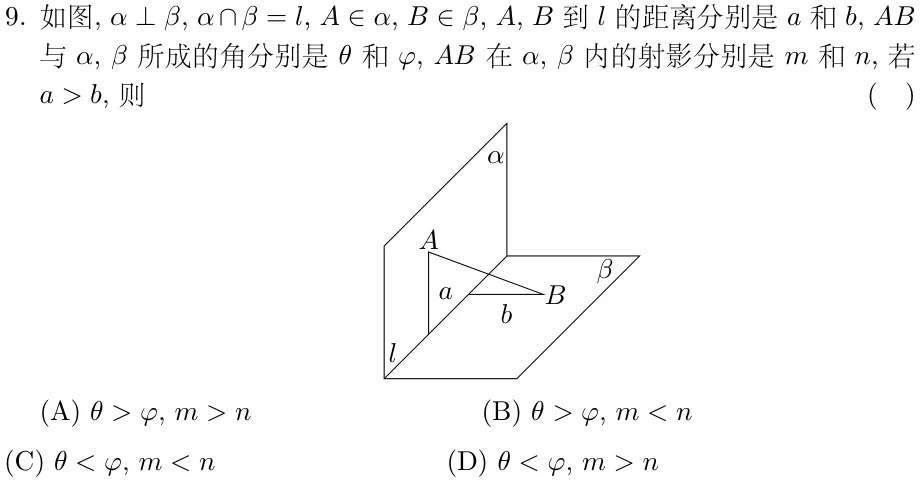 9. 如图, α ⊥ β, α∩β = l, A ∈ α, B ∈ β, A, B 到 l 的距离分别是 a 和 b, AB
与 α, β 所成的角分别是 θ 和 φ, AB 在 α, β 内的射影分别是 m 和 n, 若
a > b, 则 ( )
α
A
β
a
B
b
l
(A) θ > φ, m > n (B) θ > φ, m < n
(C) θ < φ, m < n (D) θ < φ, m > n